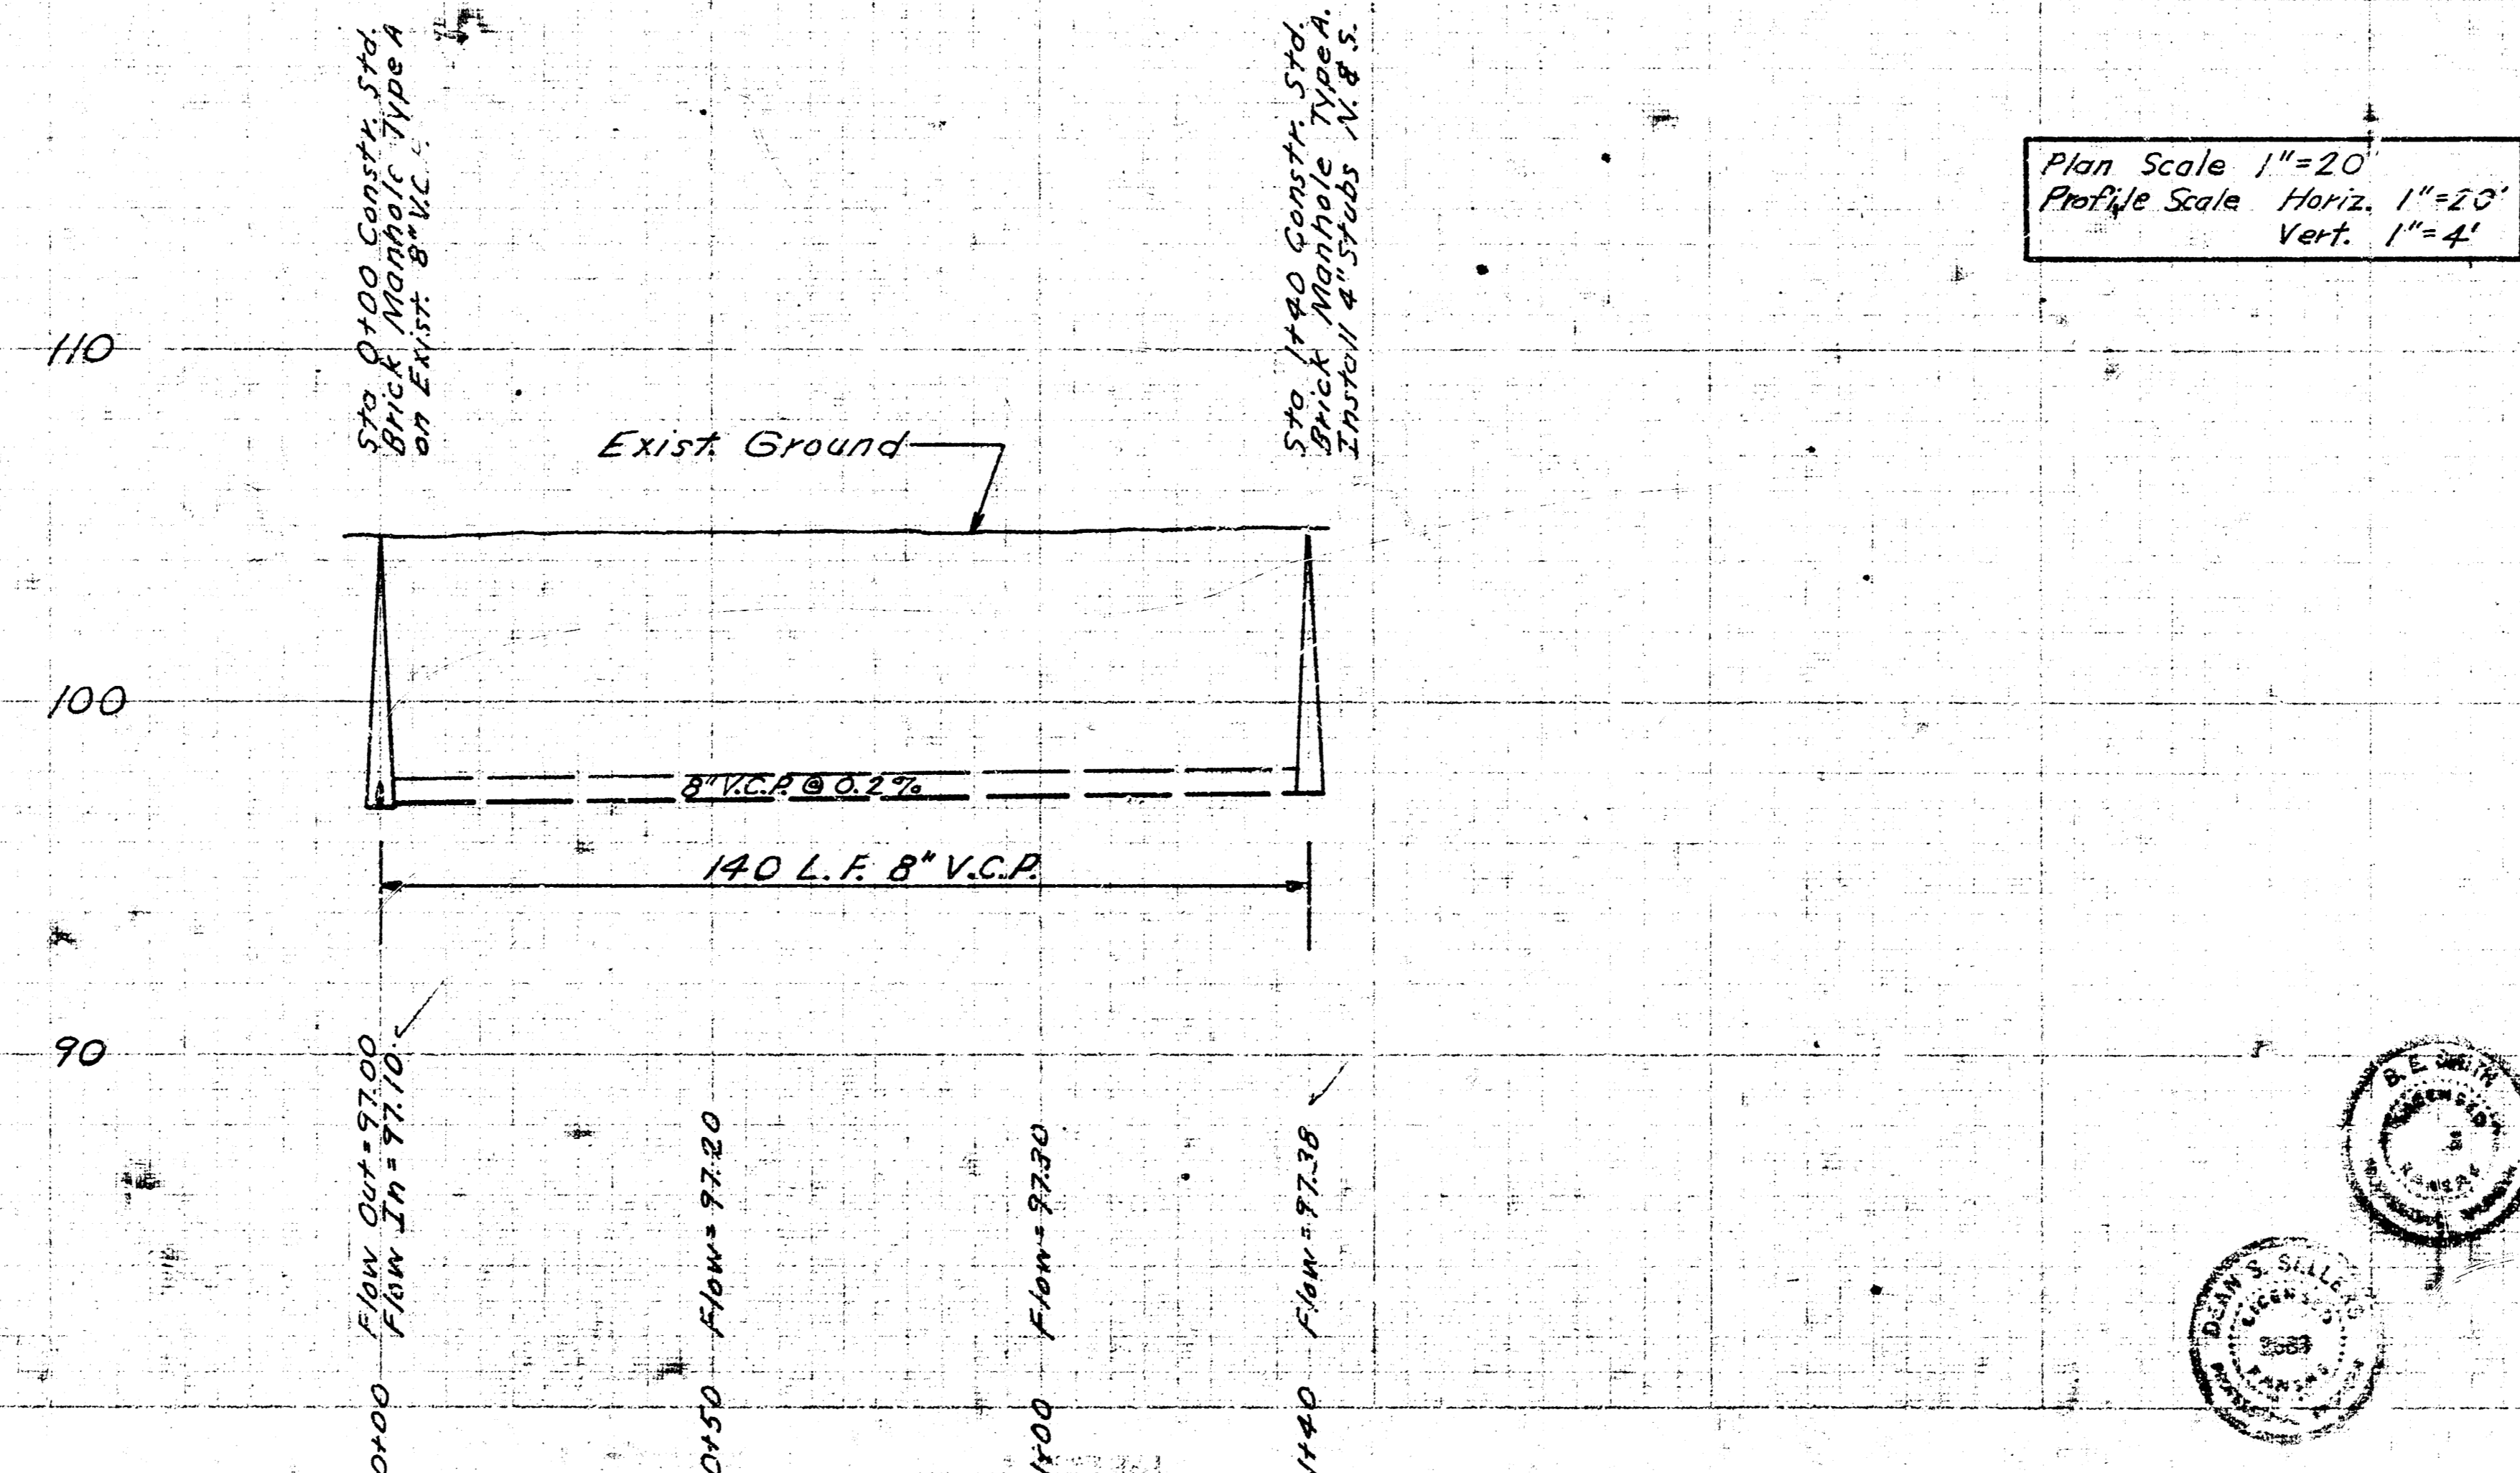 Sta 0+00 Constr. Std.
Brick Manhole Type A
on Exist. 8" V.C.
Sta 1+40 Constr. Std.
Brick Manhole Type A.
Install 4" Stubs N. & S.
Plan Scale 1"=20'
Profile Scale Horiz. 1"=20'
Vert. 1"=4'
110
Exist. Ground
100
8" V.C.P. @ 0.2%
140 L.F. 8" V.C.P.
90
Flow Out = 97.00
Flow In = 97.10
Flow = 97.20
Flow = 97.30
Flow = 97.38
0+00
0+50
1+00
1+40
B.E.
LICENSED
DEAN S. SELLERS
LICENSED
KANSAS